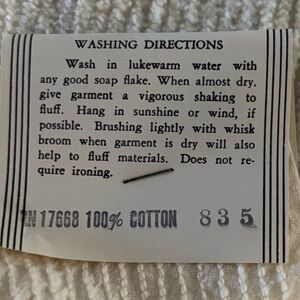 WASHING DIRECTIONS
Wash in lukewarm water with
any good soap flake. When almost dry,
give garment a vigorous shaking to
fluff. Hang in sunshine or wind, if
possible. Brushing lightly with whisk
broom when garment is dry will also
help to fluff materials. Does not re-
quire ironing.
RN 17668 100% COTTON 835